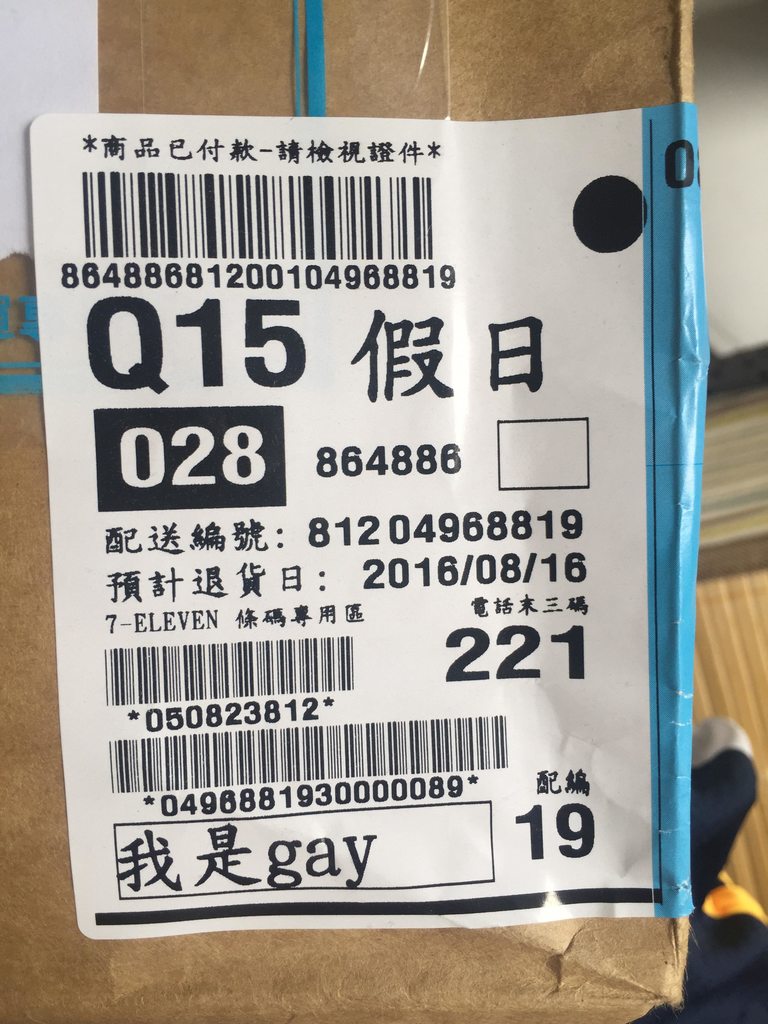 *商品已付款-請檢視證件*
86488681200104968819
Q15 假日
028 864886
配送編號: 81204968819
預計退貨日: 2016/08/16
7-ELEVEN 條碼專用區
電話末三碼
221
*050823812*
*0496881930000089*
配編
19
我是gay